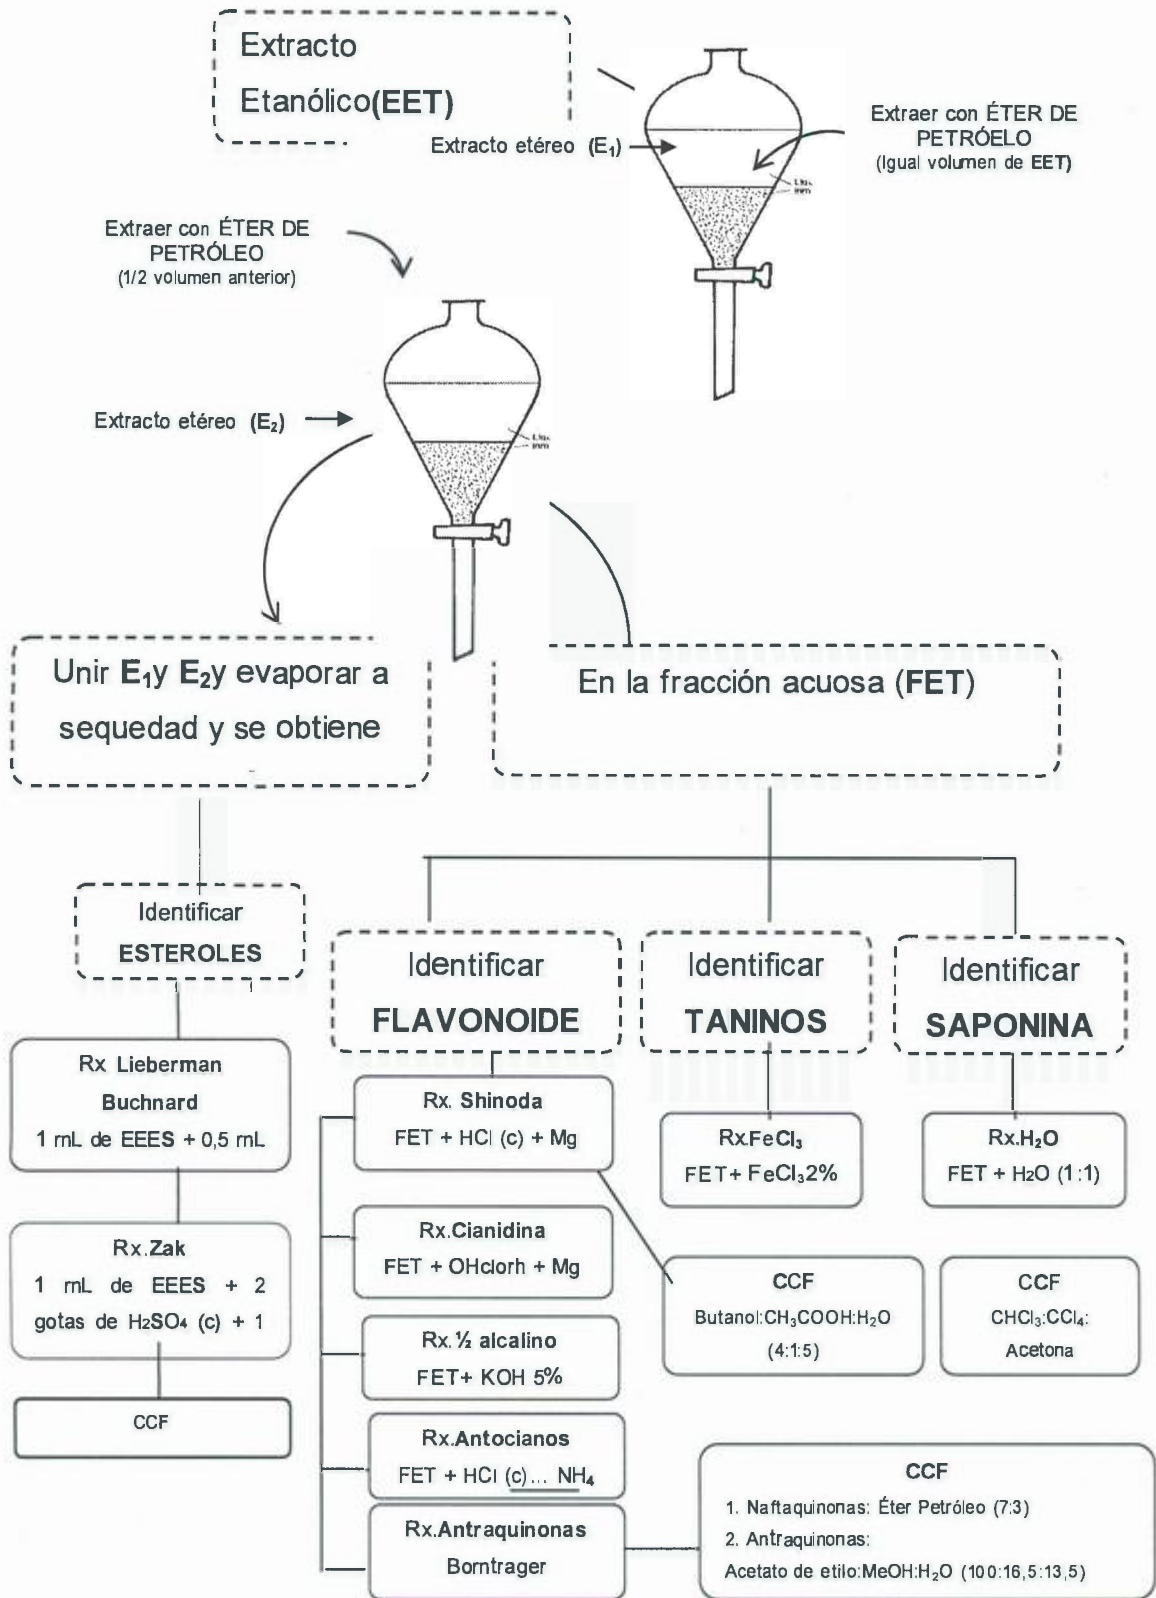 Extracto
Etanólico(EET)
Extracto etéreo (E₁)
Extraer con ÉTER DE
PETRÓELO
(Igual volumen de EET)
Extraer con ÉTER DE
PETRÓLEO
(1/2 volumen anterior)
Extracto etéreo (E₂)
Unir E₁y E₂y evaporar a
sequedad y se obtiene
En la fracción acuosa (FET)
Identificar
ESTEROLES
Rx Lieberman
Buchnard
1 mL de EEES + 0,5 mL
Rx.Zak
1 mL de EEES + 2
gotas de H₂SO₄ (c) + 1
CCF
Identificar
FLAVONOIDE
Rx. Shinoda
FET + HCl (c) + Mg
Rx.Cianidina
FET + OHclorh + Mg
Rx.½ alcalino
FET+ KOH 5%
Rx.Antocianos
FET + HCl (c)... NH₄
Rx.Antraquinonas
Borntrager
Identificar
TANINOS
Rx.FeCl₃
FET+ FeCl₃2%
CCF
Butanol:CH₃COOH:H₂O
(4:1:5)
Identificar
SAPONINA
Rx.H₂O
FET + H₂O (1:1)
CCF
CHCl₃:CCl₄:
Acetona
CCF
1. Naftaquinonas: Éter Petróleo (7:3)
2. Antraquinonas:
Acetato de etilo:MeOH:H₂O (100:16,5:13,5)